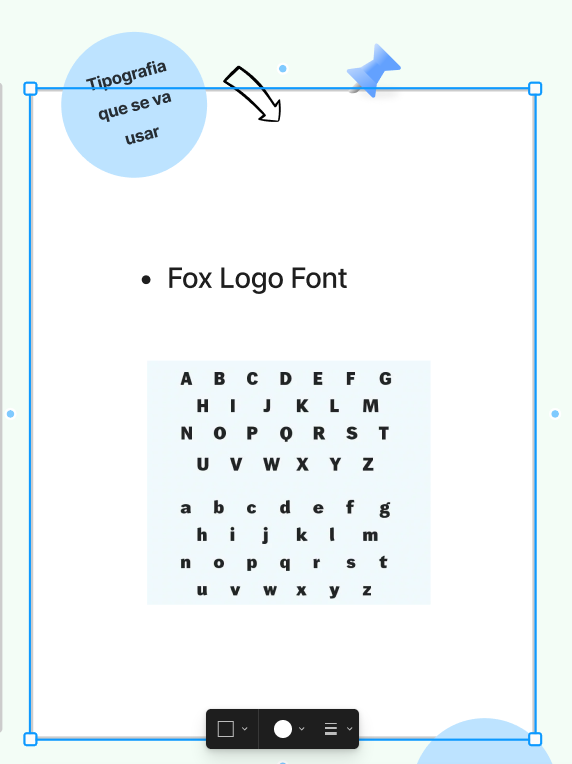 Tipografia
que se va
usar
• Fox Logo Font
A B C D E F G
H I J K L M
N O P Q R S T
U V W X Y Z
a b c d e f g
h i j k l m
n o p q r s t
u v w x y z